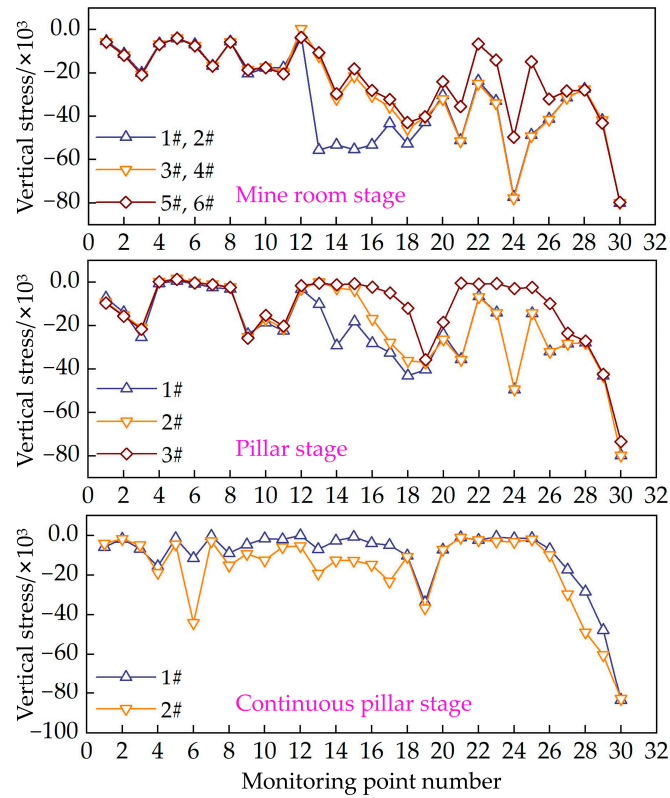 Vertical stress/×10³
0.0
−20
−40
−60
−80
1#, 2#
3#, 4#
5#, 6#
Mine room stage
0 2 4 6 8 10 12 14 16 18 20 22 24 26 28 30 32
Vertical stress/×10³
0.0
−20
−40
−60
−80
1#
2#
3#
Pillar stage
0 2 4 6 8 10 12 14 16 18 20 22 24 26 28 30 32
Vertical stress/×10³
0.0
−20
−40
−60
−80
−100
1#
2#
Continuous pillar stage
0 2 4 6 8 10 12 14 16 18 20 22 24 26 28 30 32
Monitoring point number